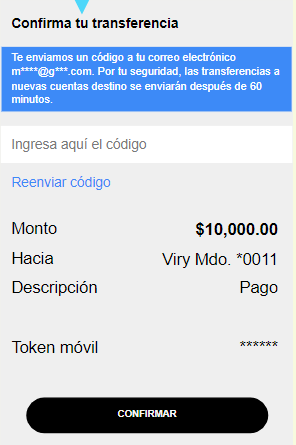 Confirma tu transferencia
Te enviamos un código a tu correo electrónico
m****@g***.com. Por tu seguridad, las transferencias a
nuevas cuentas destino se enviarán después de 60
minutos.
Ingresa aquí el código
Reenviar código
Monto $10,000.00
Hacia Viry Mdo. *0011
Descripción Pago
Token móvil ******
CONFIRMAR